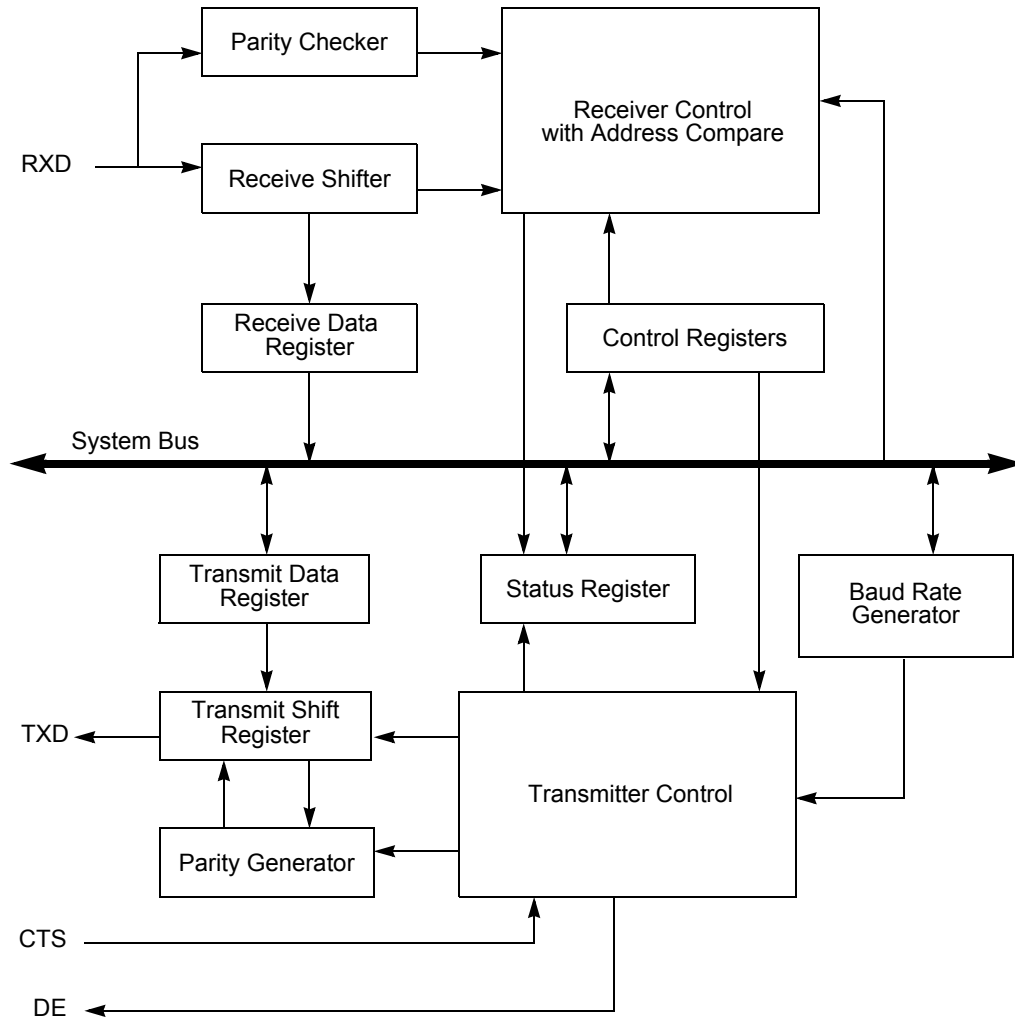 Parity Checker
Receiver Control
with Address Compare
RXD
Receive Shifter
Receive Data
Register
Control Registers
System Bus
Transmit Data
Register
Status Register
Baud Rate
Generator
TXD
Transmit Shift
Register
Transmitter Control
Parity Generator
CTS
DE